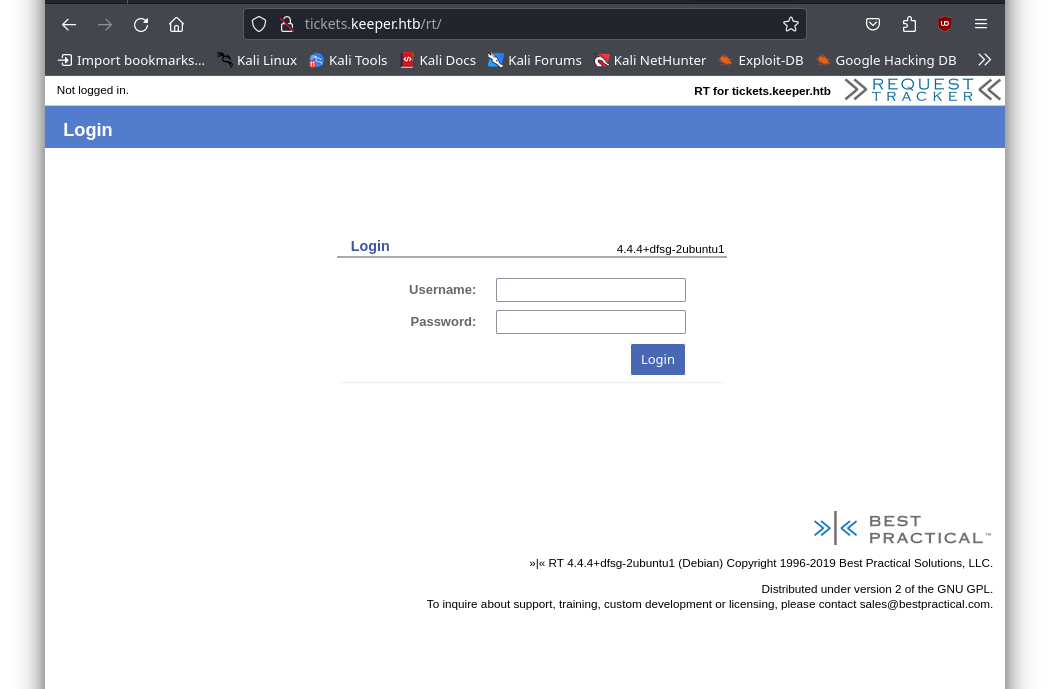 tickets.keeper.htb/rt/
Import bookmarks... Kali Linux Kali Tools Kali Docs Kali Forums Kali NetHunter Exploit-DB Google Hacking DB
Not logged in.
RT for tickets.keeper.htb
REQUEST
TRACKER
Login
Login
4.4.4+dfsg-2ubuntu1
Username:
Password:
Login
BEST
PRACTICAL™
»|« RT 4.4.4+dfsg-2ubuntu1 (Debian) Copyright 1996-2019 Best Practical Solutions, LLC.
Distributed under version 2 of the GNU GPL.
To inquire about support, training, custom development or licensing, please contact sales@bestpractical.com.